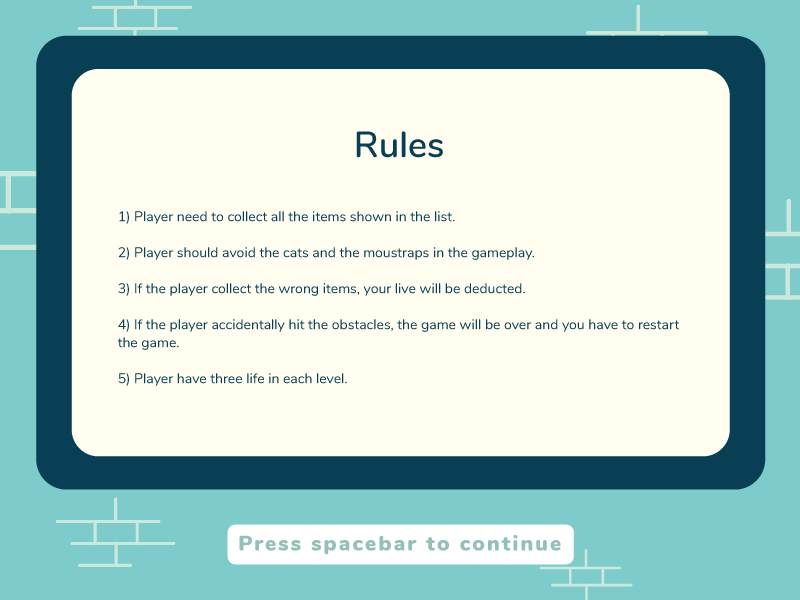 Rules
1) Player need to collect all the items shown in the list.
2) Player should avoid the cats and the moustraps in the gameplay.
3) If the player collect the wrong items, your live will be deducted.
4) If the player accidentally hit the obstacles, the game will be over and you have to restart
the game.
5) Player have three life in each level.
Press spacebar to continue